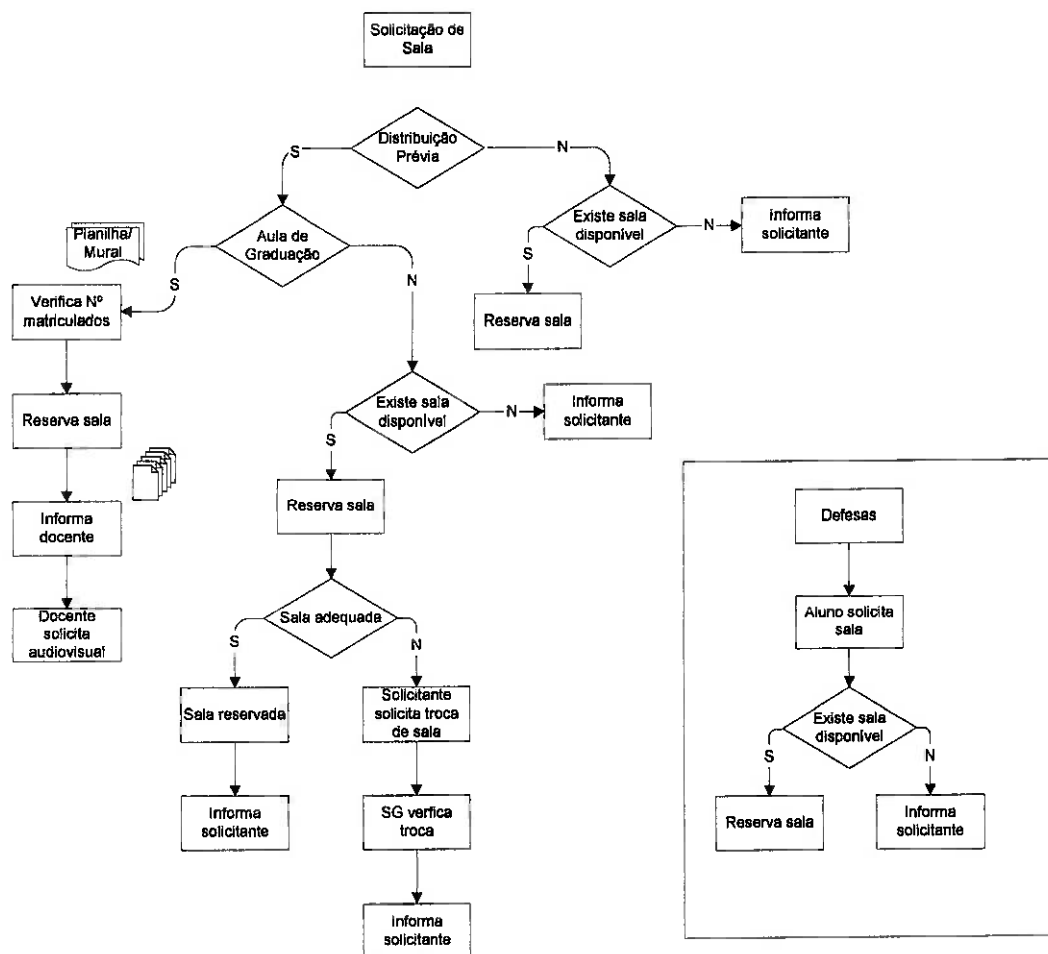 Solicitação de
Sala
Distribuição
Prévia
S
N
Existe sala
disponível
N
Informa
solicitante
S
Reserva sala
Planilha/
Mural
Aula de
Graduação
S
N
Verifica Nº
matriculados
Reserva sala
Informa
docente
Docente
solicita
audiovisual
Existe sala
disponível
N
Informa
solicitante
S
Reserva sala
Sala adequada
S
N
Sala reservada
Informa
solicitante
Solicitante
solicita troca
de sala
SG verfica
troca
Informa
solicitante
Defesas
Aluno solicita
sala
Existe sala
disponível
S
N
Reserva sala
Informa
solicitante